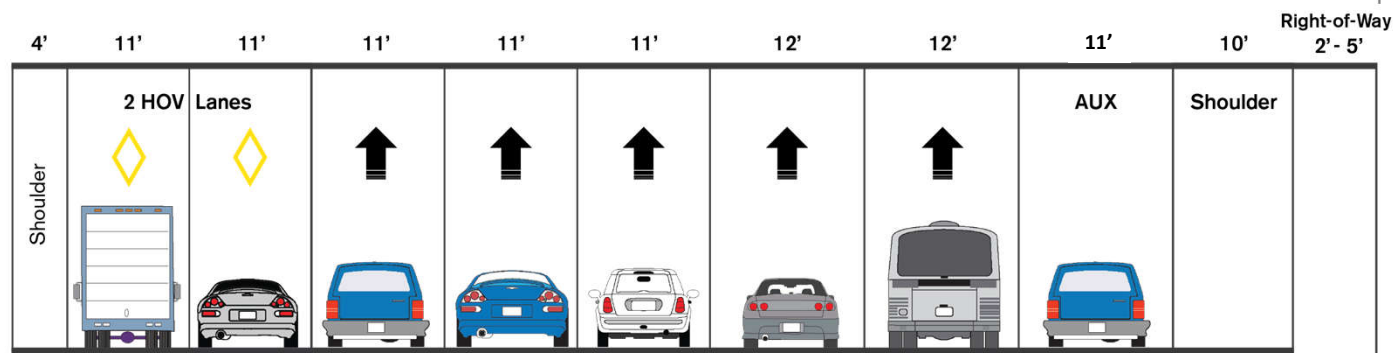 Right-of-Way
4’ 11’ 11’ 11’ 11’ 11’ 12’ 12’ 11’ 10’ 2’ - 5’
2 HOV Lanes AUX Shoulder
Shoulder